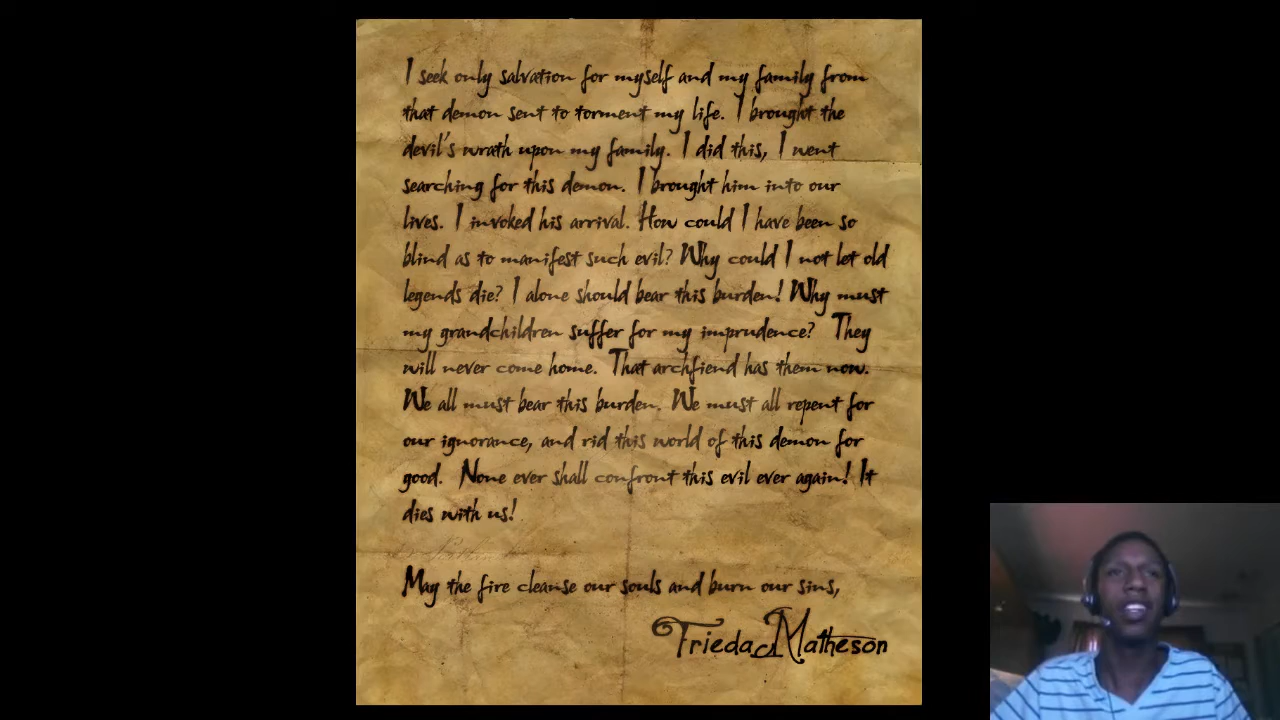 I seek only salvation for myself and my family from
that demon sent to torment my life. I brought the
devil's wrath upon my family. I did this, I went
searching for this demon. I brought him into our
lives. I invoked his arrival. How could I have been so
blind as to manifest such evil? Why could I not let old
legends die? I alone should bear this burden! Why must
my grandchildren suffer for my imprudence? They
will never come home. That archfiend has them now.
We all must bear this burden. We must all repent for
our ignorance, and rid this world of this demon for
good. None ever shall confront this evil ever again! It
dies with us!
May the fire cleanse our souls and burn our sins,
Frieda Matheson